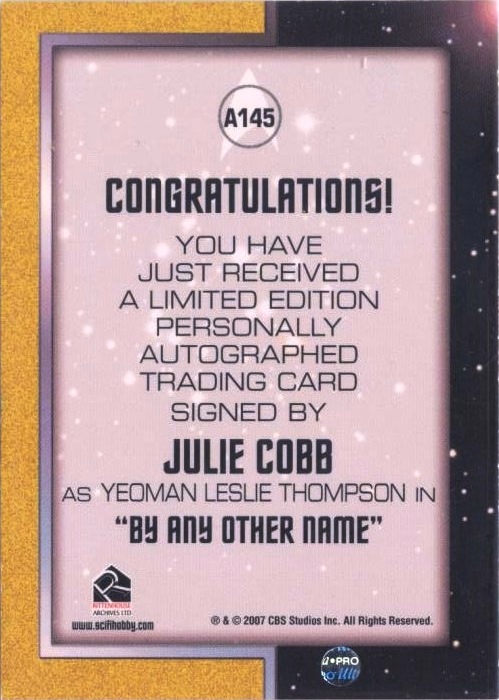 A145
CONGRATULATIONS!
YOU HAVE
JUST RECEIVED
A LIMITED EDITION
PERSONALLY
AUTOGRAPHED
TRADING CARD
SIGNED BY
JULIE COBB
AS YEOMAN LESLIE THOMPSON IN
“BY ANY OTHER NAME”
RITTENHOUSE
ARCHIVES LTD
www.scifihobby.com
® & © 2007 CBS Studios Inc. All Rights Reserved.
PRO